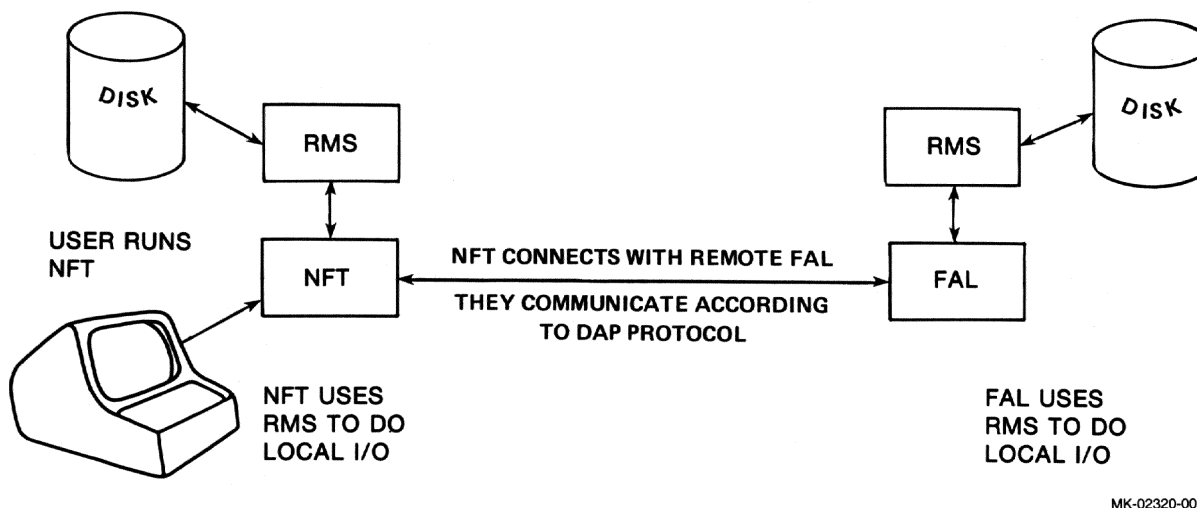 DISK
RMS
USER RUNS
NFT
NFT
NFT CONNECTS WITH REMOTE FAL
THEY COMMUNICATE ACCORDING
TO DAP PROTOCOL
NFT USES
RMS TO DO
LOCAL I/O
DISK
RMS
FAL
FAL USES
RMS TO DO
LOCAL I/O
MK-02320-00